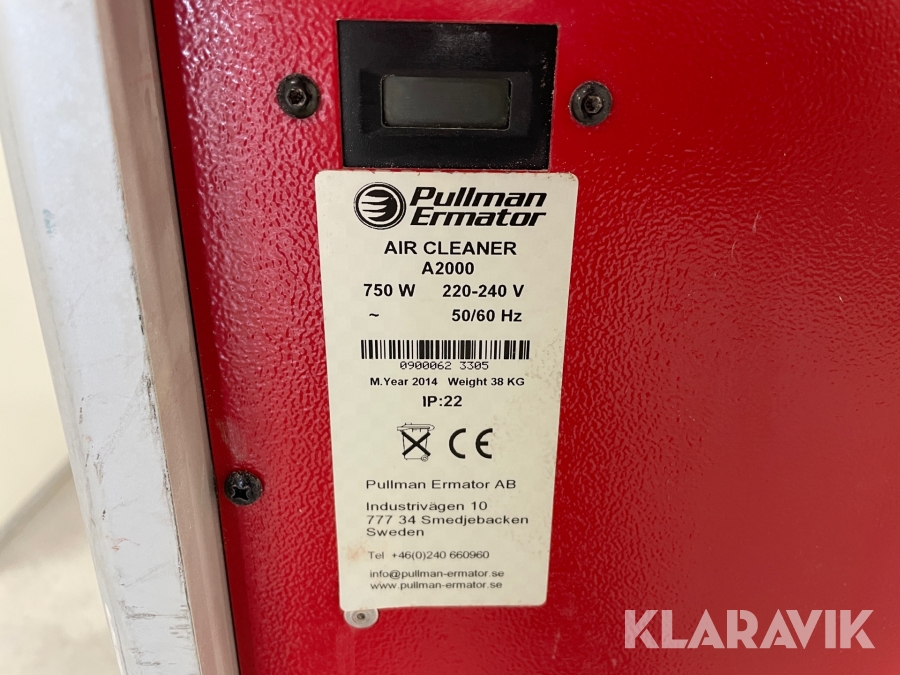 Pullman
Ermator
AIR CLEANER
A2000
750 W 220-240 V
~ 50/60 Hz
0900062 3305
M.Year 2014 Weight 38 KG
IP:22
CE
Pullman Ermator AB
Industrivägen 10
777 34 Smedjebacken
Sweden
Tel +46(0)240 660960
info@pullman-ermator.se
www.pullman-ermator.se
KLARAVIK